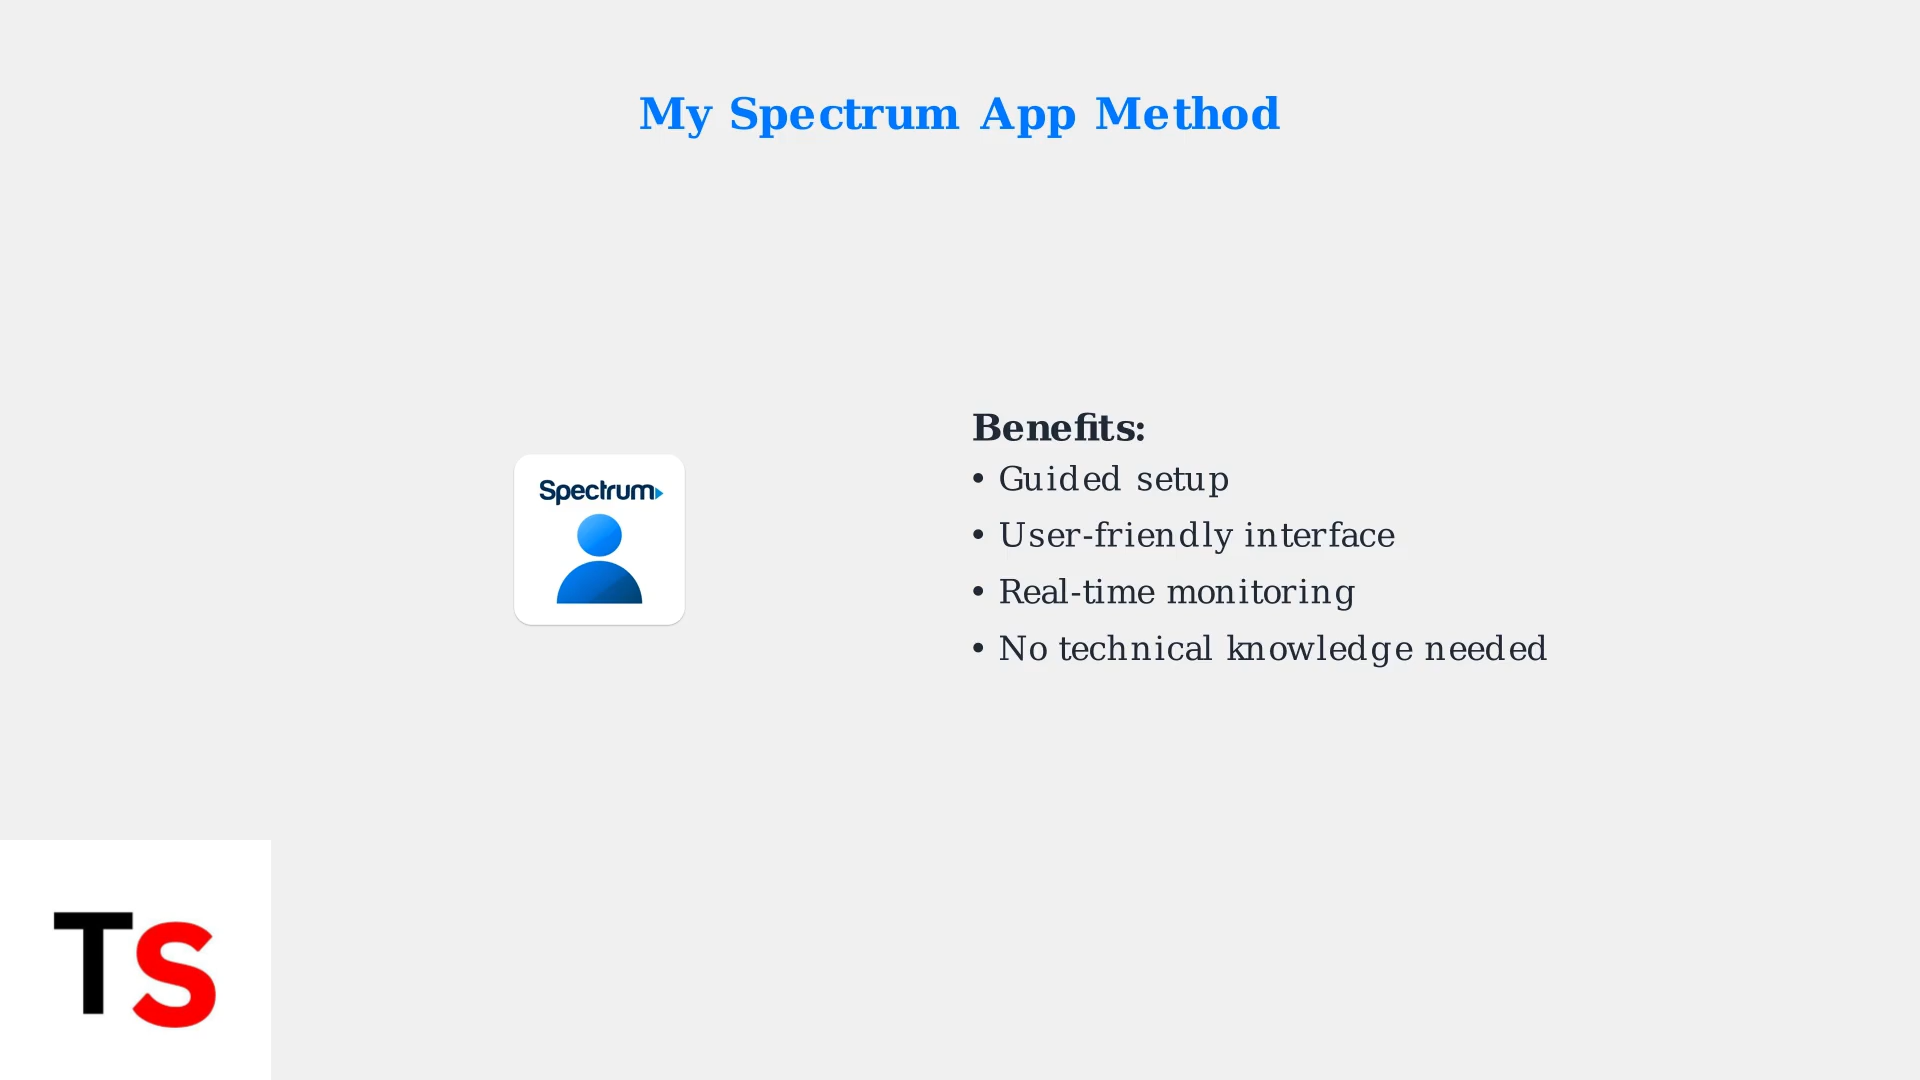 My Spectrum App Method
Spectrum
Benefits:
• Guided setup
• User-friendly interface
• Real-time monitoring
• No technical knowledge needed
TS